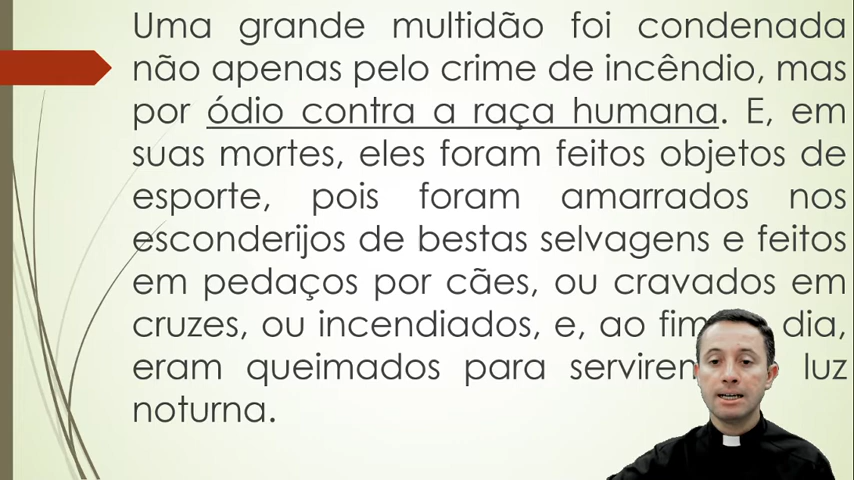 Uma grande multidão foi condenada
não apenas pelo crime de incêndio, mas
por ódio contra a raça humana. E, em
suas mortes, eles foram feitos objetos de
esporte, pois foram amarrados nos
esconderijos de bestas selvagens e feitos
em pedaços por cães, ou cravados em
cruzes, ou incendiados, e, ao fim dia,
eram queimados para servirem luz
noturna.